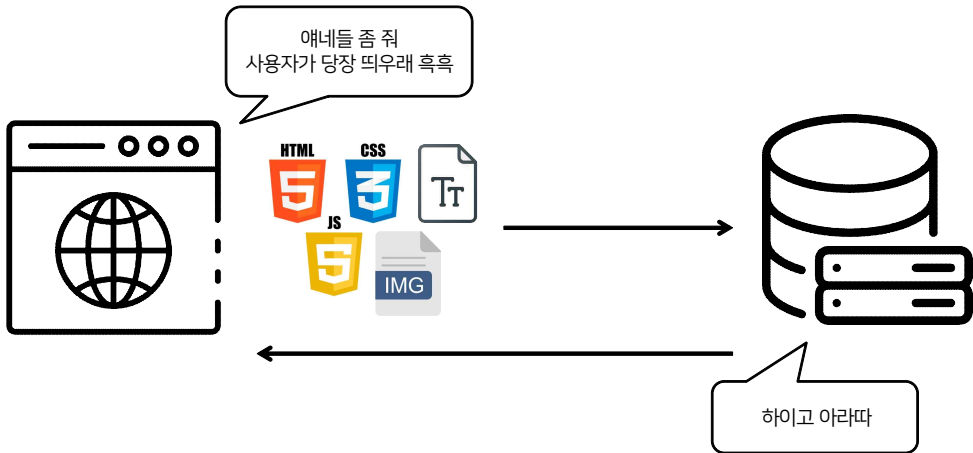 얘네들 좀 줘
사용자가 당장 띄우래 흑흑
HTML
CSS
Tт
JS
IMG
하이고 아라따